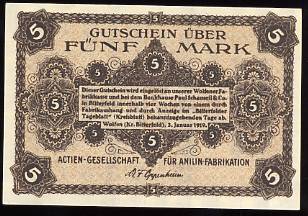 5 5
GUTSCHEIN ÜBER
FÜNF MARK
5 5 5
Dieser Gutschein wird eingelöst an unserer Wolfener Fa-
brikkasse und bei dem Bankhause Paul Schauseil & Co.
in Bitterfeld innerhalb vier Wochen von einem durch
Fabrikaushang und durch Anzeige im "Bitterfelder
Tageblatt" (Kreisblatt) bekanntzugebenden Tage ab.
Wolfen (Kr. Bitterfeld), 3. Januar 1919.
5 5
ACTIEN-GESELLSCHAFT FÜR ANILIN-FABRIKATION
Oppenheim
5 5 5